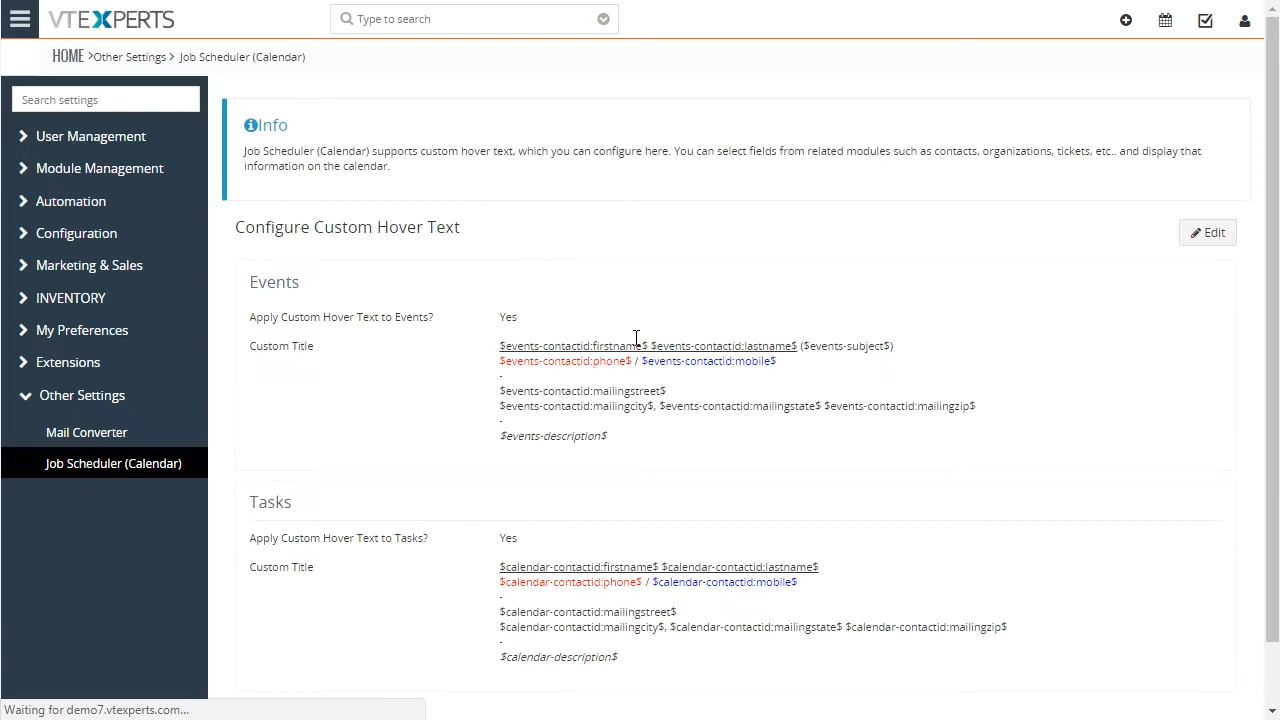 VTEXPERTS
Type to search
HOME >Other Settings > Job Scheduler (Calendar)
Search settings
User Management
Module Management
Automation
Configuration
Marketing & Sales
INVENTORY
My Preferences
Extensions
Other Settings
Mail Converter
Job Scheduler (Calendar)
Info
Job Scheduler (Calendar) supports custom hover text, which you can configure here. You can select fields from related modules such as contacts, organizations, tickets, etc.. and display that
information on the calendar.
Configure Custom Hover Text
Edit
Events
Apply Custom Hover Text to Events? Yes
Custom Title $events-contactid:firstname$ $events-contactid:lastname$ ($events-subject$)
$events-contactid:phone$ / $events-contactid:mobile$
-
$events-contactid:mailingstreet$
$events-contactid:mailingcity$, $events-contactid:mailingstate$ $events-contactid:mailingzip$
-
$events-description$
Tasks
Apply Custom Hover Text to Tasks? Yes
Custom Title $calendar-contactid:firstname$ $calendar-contactid:lastname$
$calendar-contactid:phone$ / $calendar-contactid:mobile$
-
$calendar-contactid:mailingstreet$
$calendar-contactid:mailingcity$, $calendar-contactid:mailingstate$ $calendar-contactid:mailingzip$
-
$calendar-description$
Waiting for demo7.vtexperts.com...